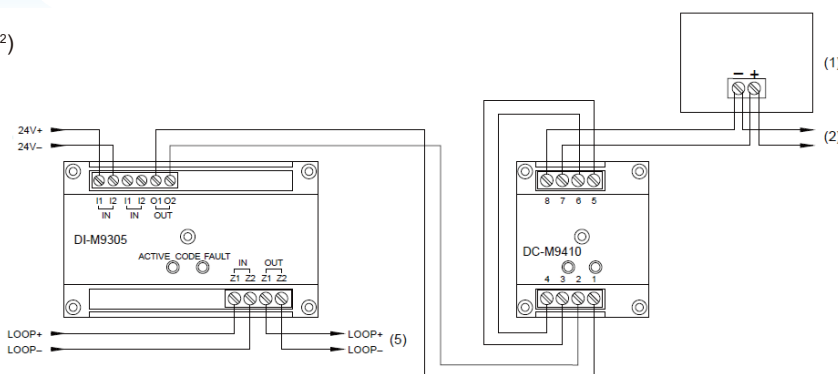 ²)
(1)
− +
24V+
24V–
(2)
I1 I2 I1 I2 O1 O2
IN IN OUT
8 7 6 5
DI-M9305
DC-M9410
ACTIVE CODE FAULT
IN OUT
Z1 Z2 Z1 Z2
4 3 2 1
LOOP+
LOOP–
LOOP+
LOOP–
(5)